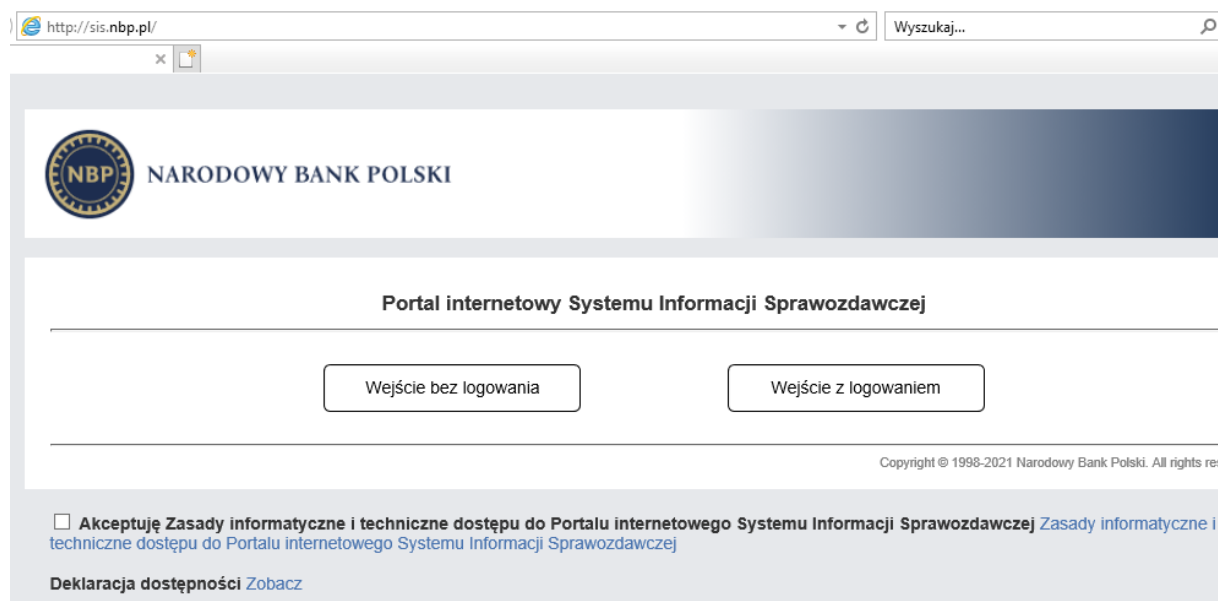 http://sis.nbp.pl/
Wyszukaj...
NBP
NARODOWY BANK POLSKI
Portal internetowy Systemu Informacji Sprawozdawczej
Wejście bez logowania
Wejście z logowaniem
Copyright © 1998-2021 Narodowy Bank Polski. All rights re
Akceptuję Zasady informatyczne i techniczne dostępu do Portalu internetowego Systemu Informacji Sprawozdawczej Zasady informatyczne i
techniczne dostępu do Portalu internetowego Systemu Informacji Sprawozdawczej
Deklaracja dostępności Zobacz